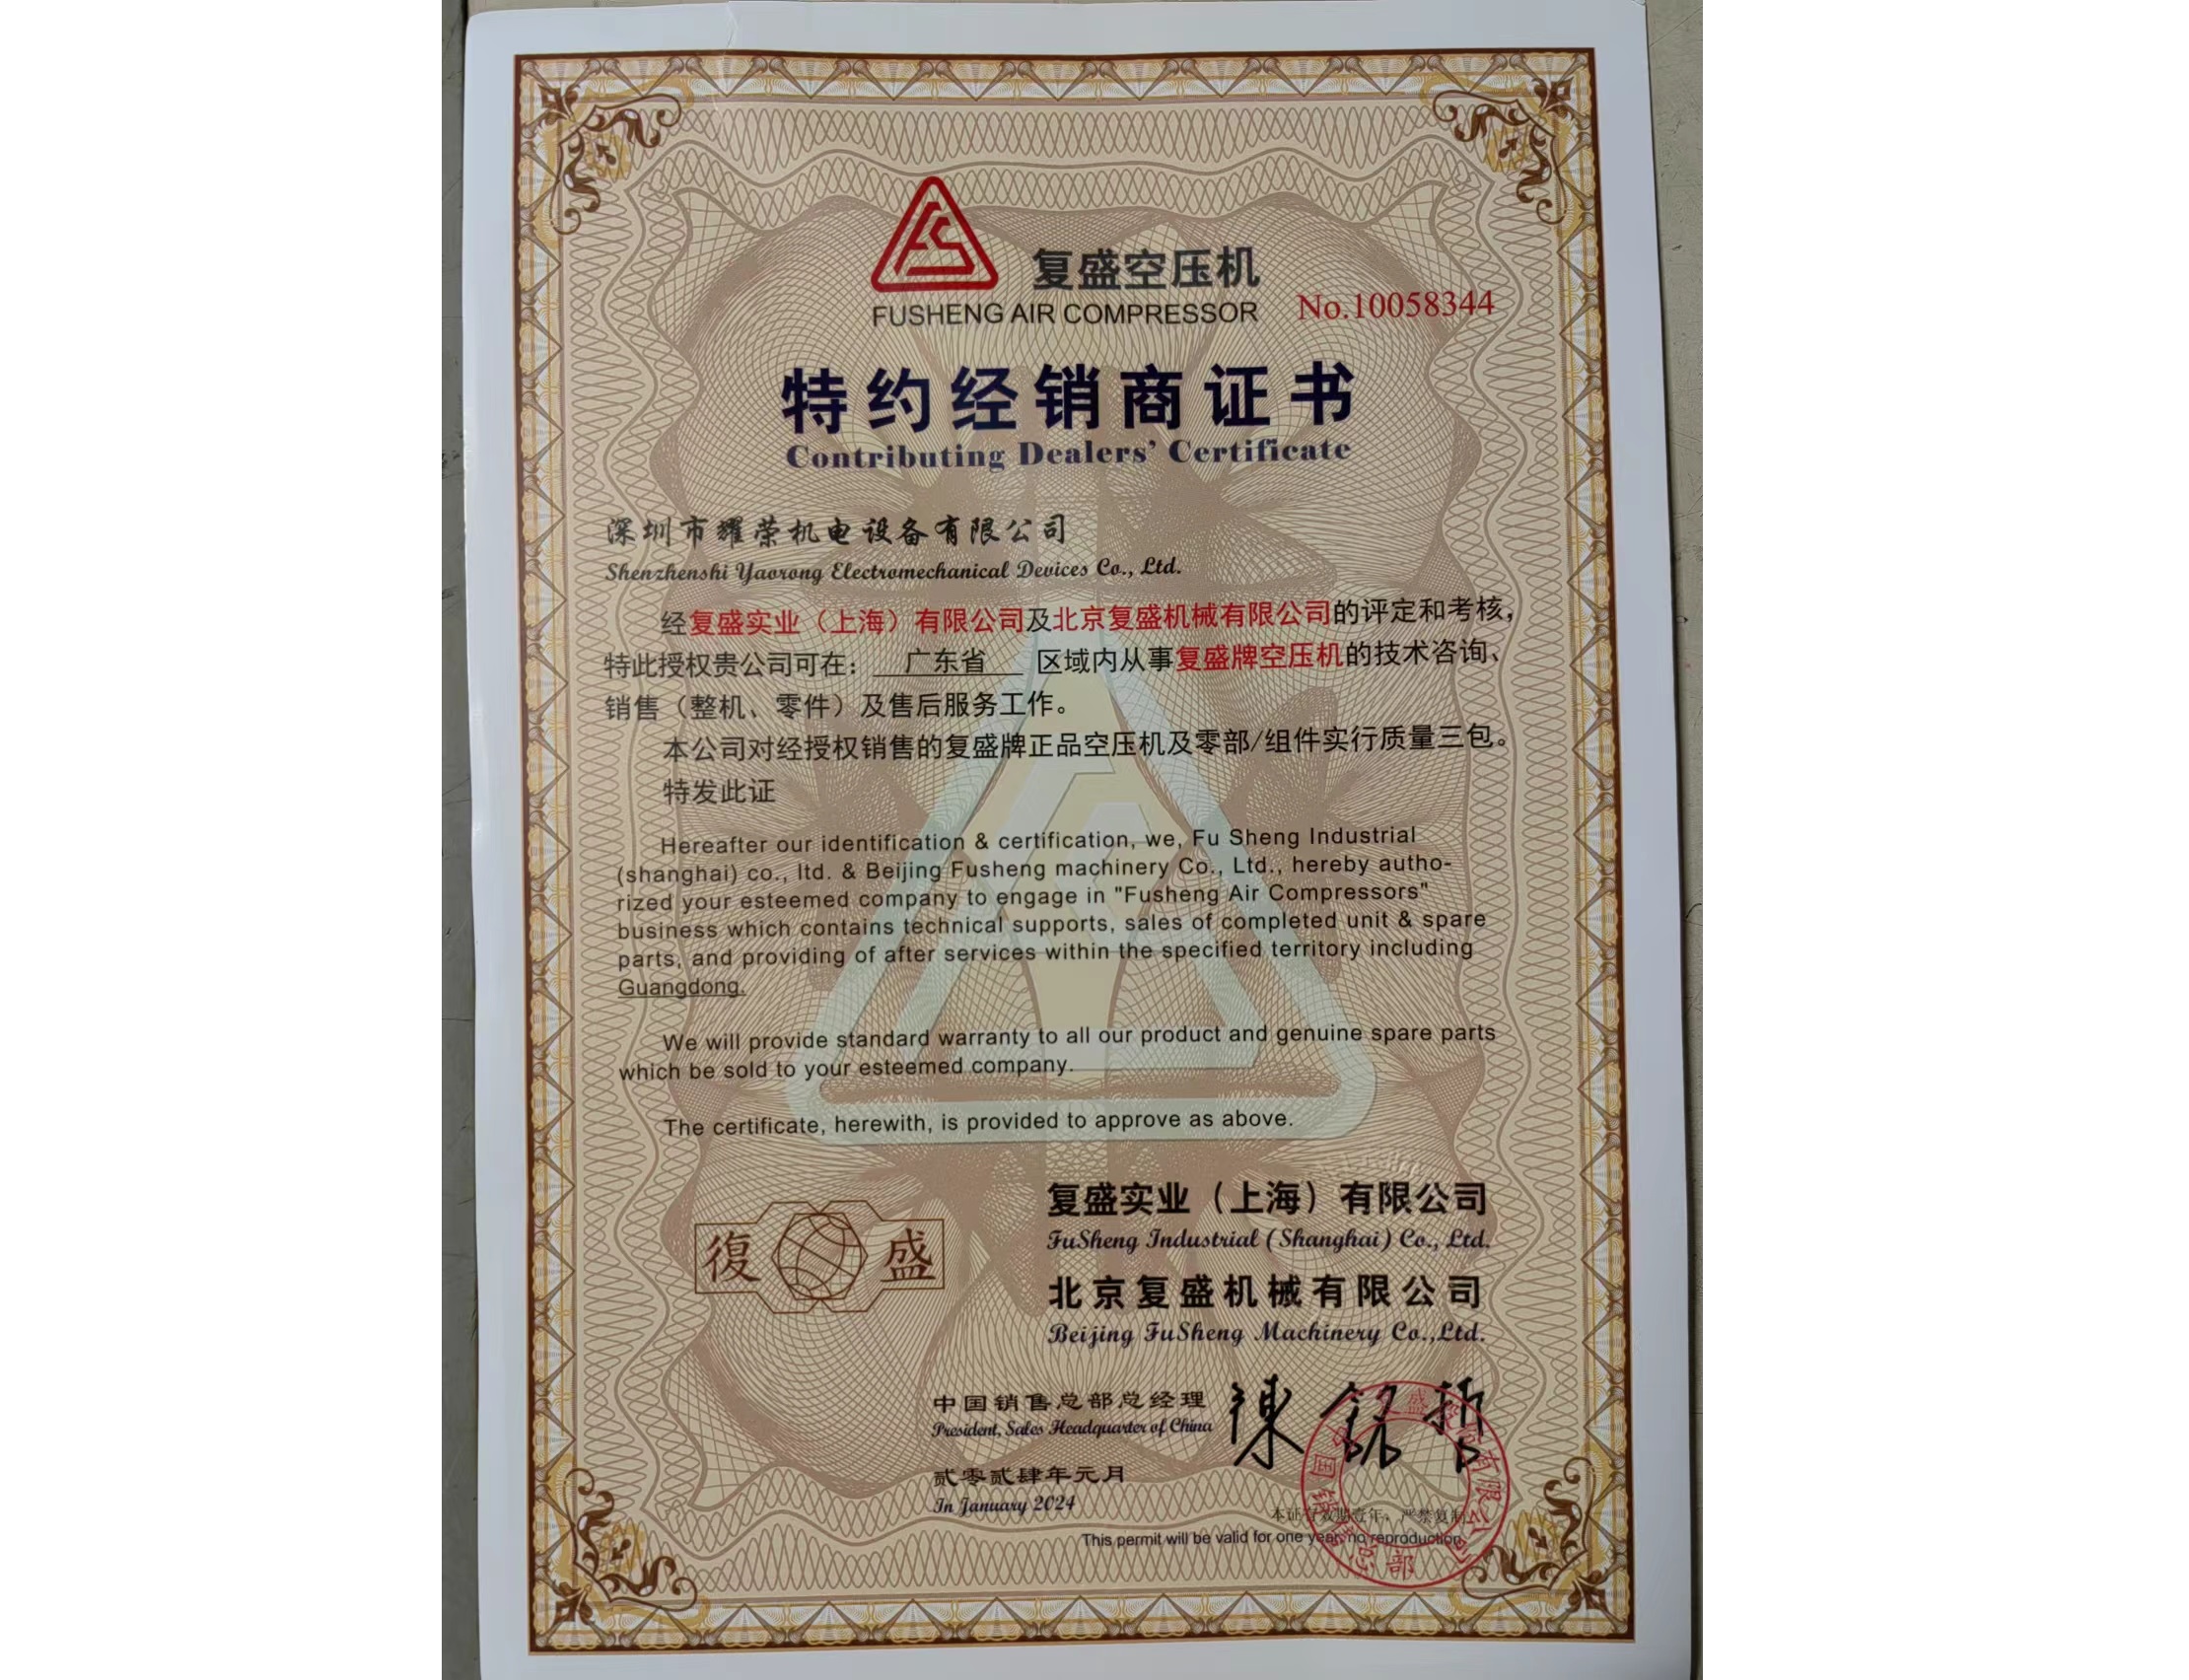 复盛空压机
FUSHENG AIR COMPRESSOR
No.10058344
特约经销商证书
Contributing Dealers' Certificate
深圳市耀荣机电设备有限公司
Shenzhenshi Yaorong Electromechanical Devices Co., Ltd.
经复盛实业（上海）有限公司及北京复盛机械有限公司的评定和考核，
特此授权贵公司可在： 广东省 区域内从事复盛牌空压机的技术咨询、
销售（整机、零件）及售后服务工作。
本公司对经授权销售的复盛牌正品空压机及零部/组件实行质量三包。
特发此证
Hereafter our identification & certification, we, Fu Sheng Industrial
(shanghai) co., ltd. & Beijing Fusheng machinery Co., Ltd., hereby autho-
rized your esteemed company to engage in "Fusheng Air Compressors"
business which contains technical supports, sales of completed unit & spare
parts, and providing of after services within the specified territory including
Guangdong.
We will provide standard warranty to all our product and genuine spare parts
which be sold to your esteemed company.
The certificate, herewith, is provided to approve as above.
復 盛
复盛实业（上海）有限公司
FuSheng Industrial (Shanghai) Co., Ltd.
北京复盛机械有限公司
Beijing FuSheng Machinery Co.,Ltd.
中国销售总部总经理
President, Sales Headquarter of China
陳銘哲
贰零贰肆年元月
In January 2024
本证有效期壹年，严禁复制
This permit will be valid for one year, no reproduction